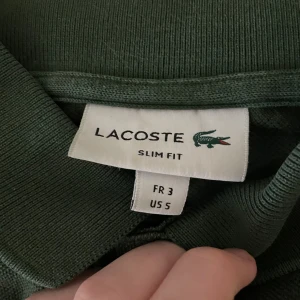 LACOSTE
SLIM FIT
FR 3
US 5